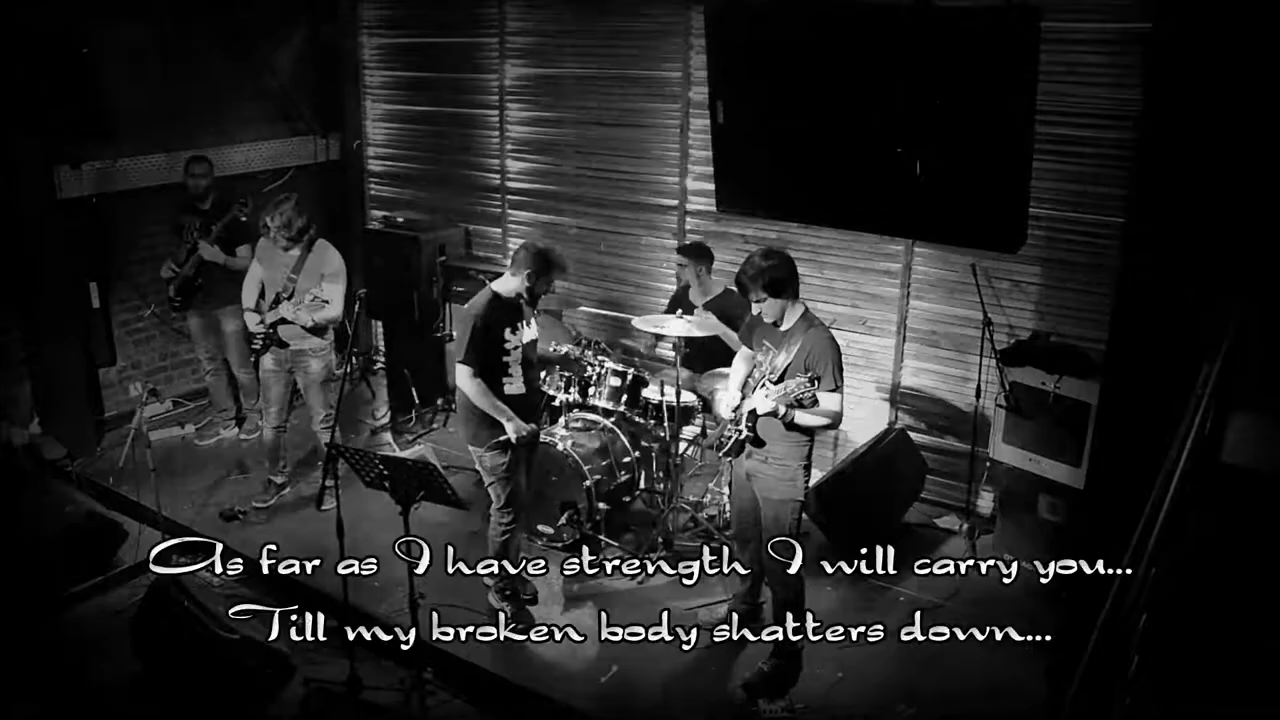 As far as I have strength I will carry you...
Till my broken body shatters down...